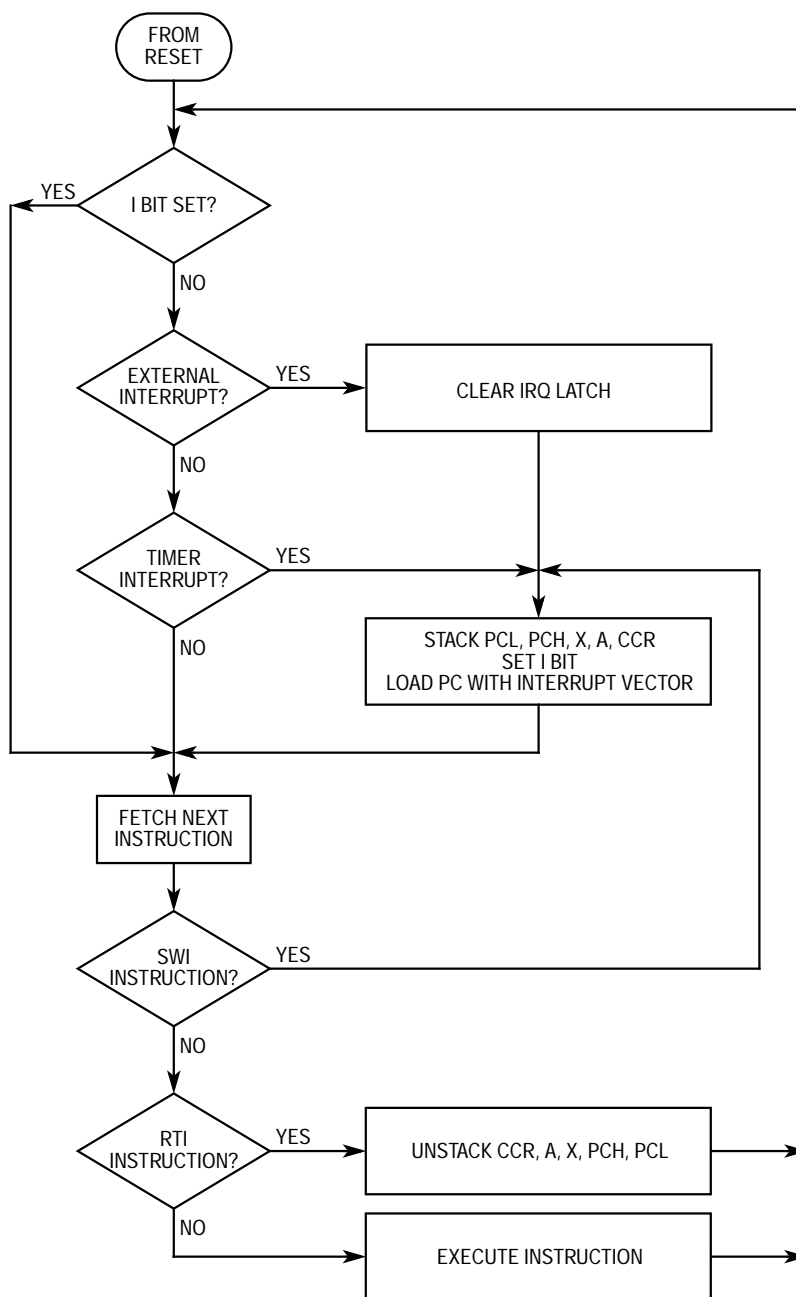 FROM
RESET
YES
I BIT SET?
NO
EXTERNAL
INTERRUPT?
YES
CLEAR IRQ LATCH
NO
TIMER
INTERRUPT?
YES
NO
STACK PCL, PCH, X, A, CCR
SET I BIT
LOAD PC WITH INTERRUPT VECTOR
FETCH NEXT
INSTRUCTION
SWI
INSTRUCTION?
YES
NO
RTI
INSTRUCTION?
YES
UNSTACK CCR, A, X, PCH, PCL
NO
EXECUTE INSTRUCTION